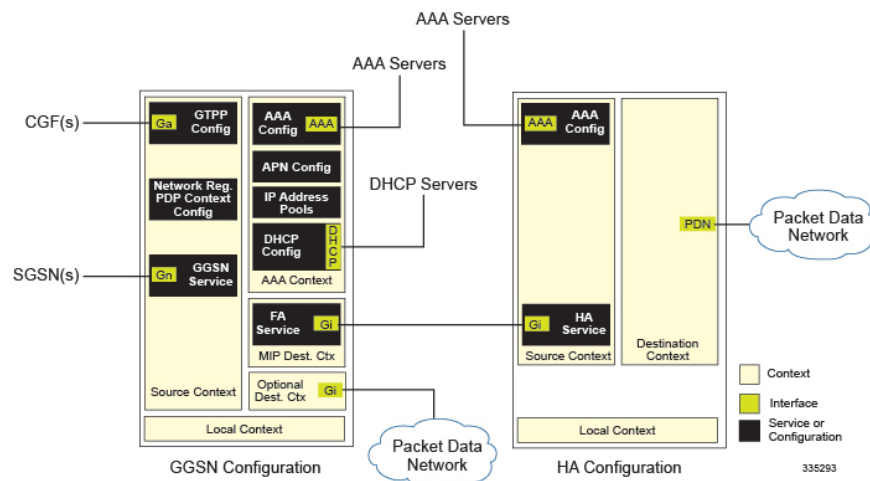 AAA Servers
AAA Servers
CGF(s)
Ga
GTPP
Config
Network Reg.
PDP Context
Config
SGSN(s)
Gn
GGSN
Service
Source Context
AAA
Config
AAA
APN Config
IP Address
Pools
DHCP
Config
DHCP
AAA Context
DHCP Servers
FA
Service
Gi
MIP Dest. Ctx
Optional
Dest. Ctx
Gi
Local Context
GGSN Configuration
Packet Data
Network
AAA
AAA
Config
Gi
HA
Service
Source Context
PDN
Destination
Context
Local Context
HA Configuration
Packet Data
Network
Context
Interface
Service or
Configuration
335293